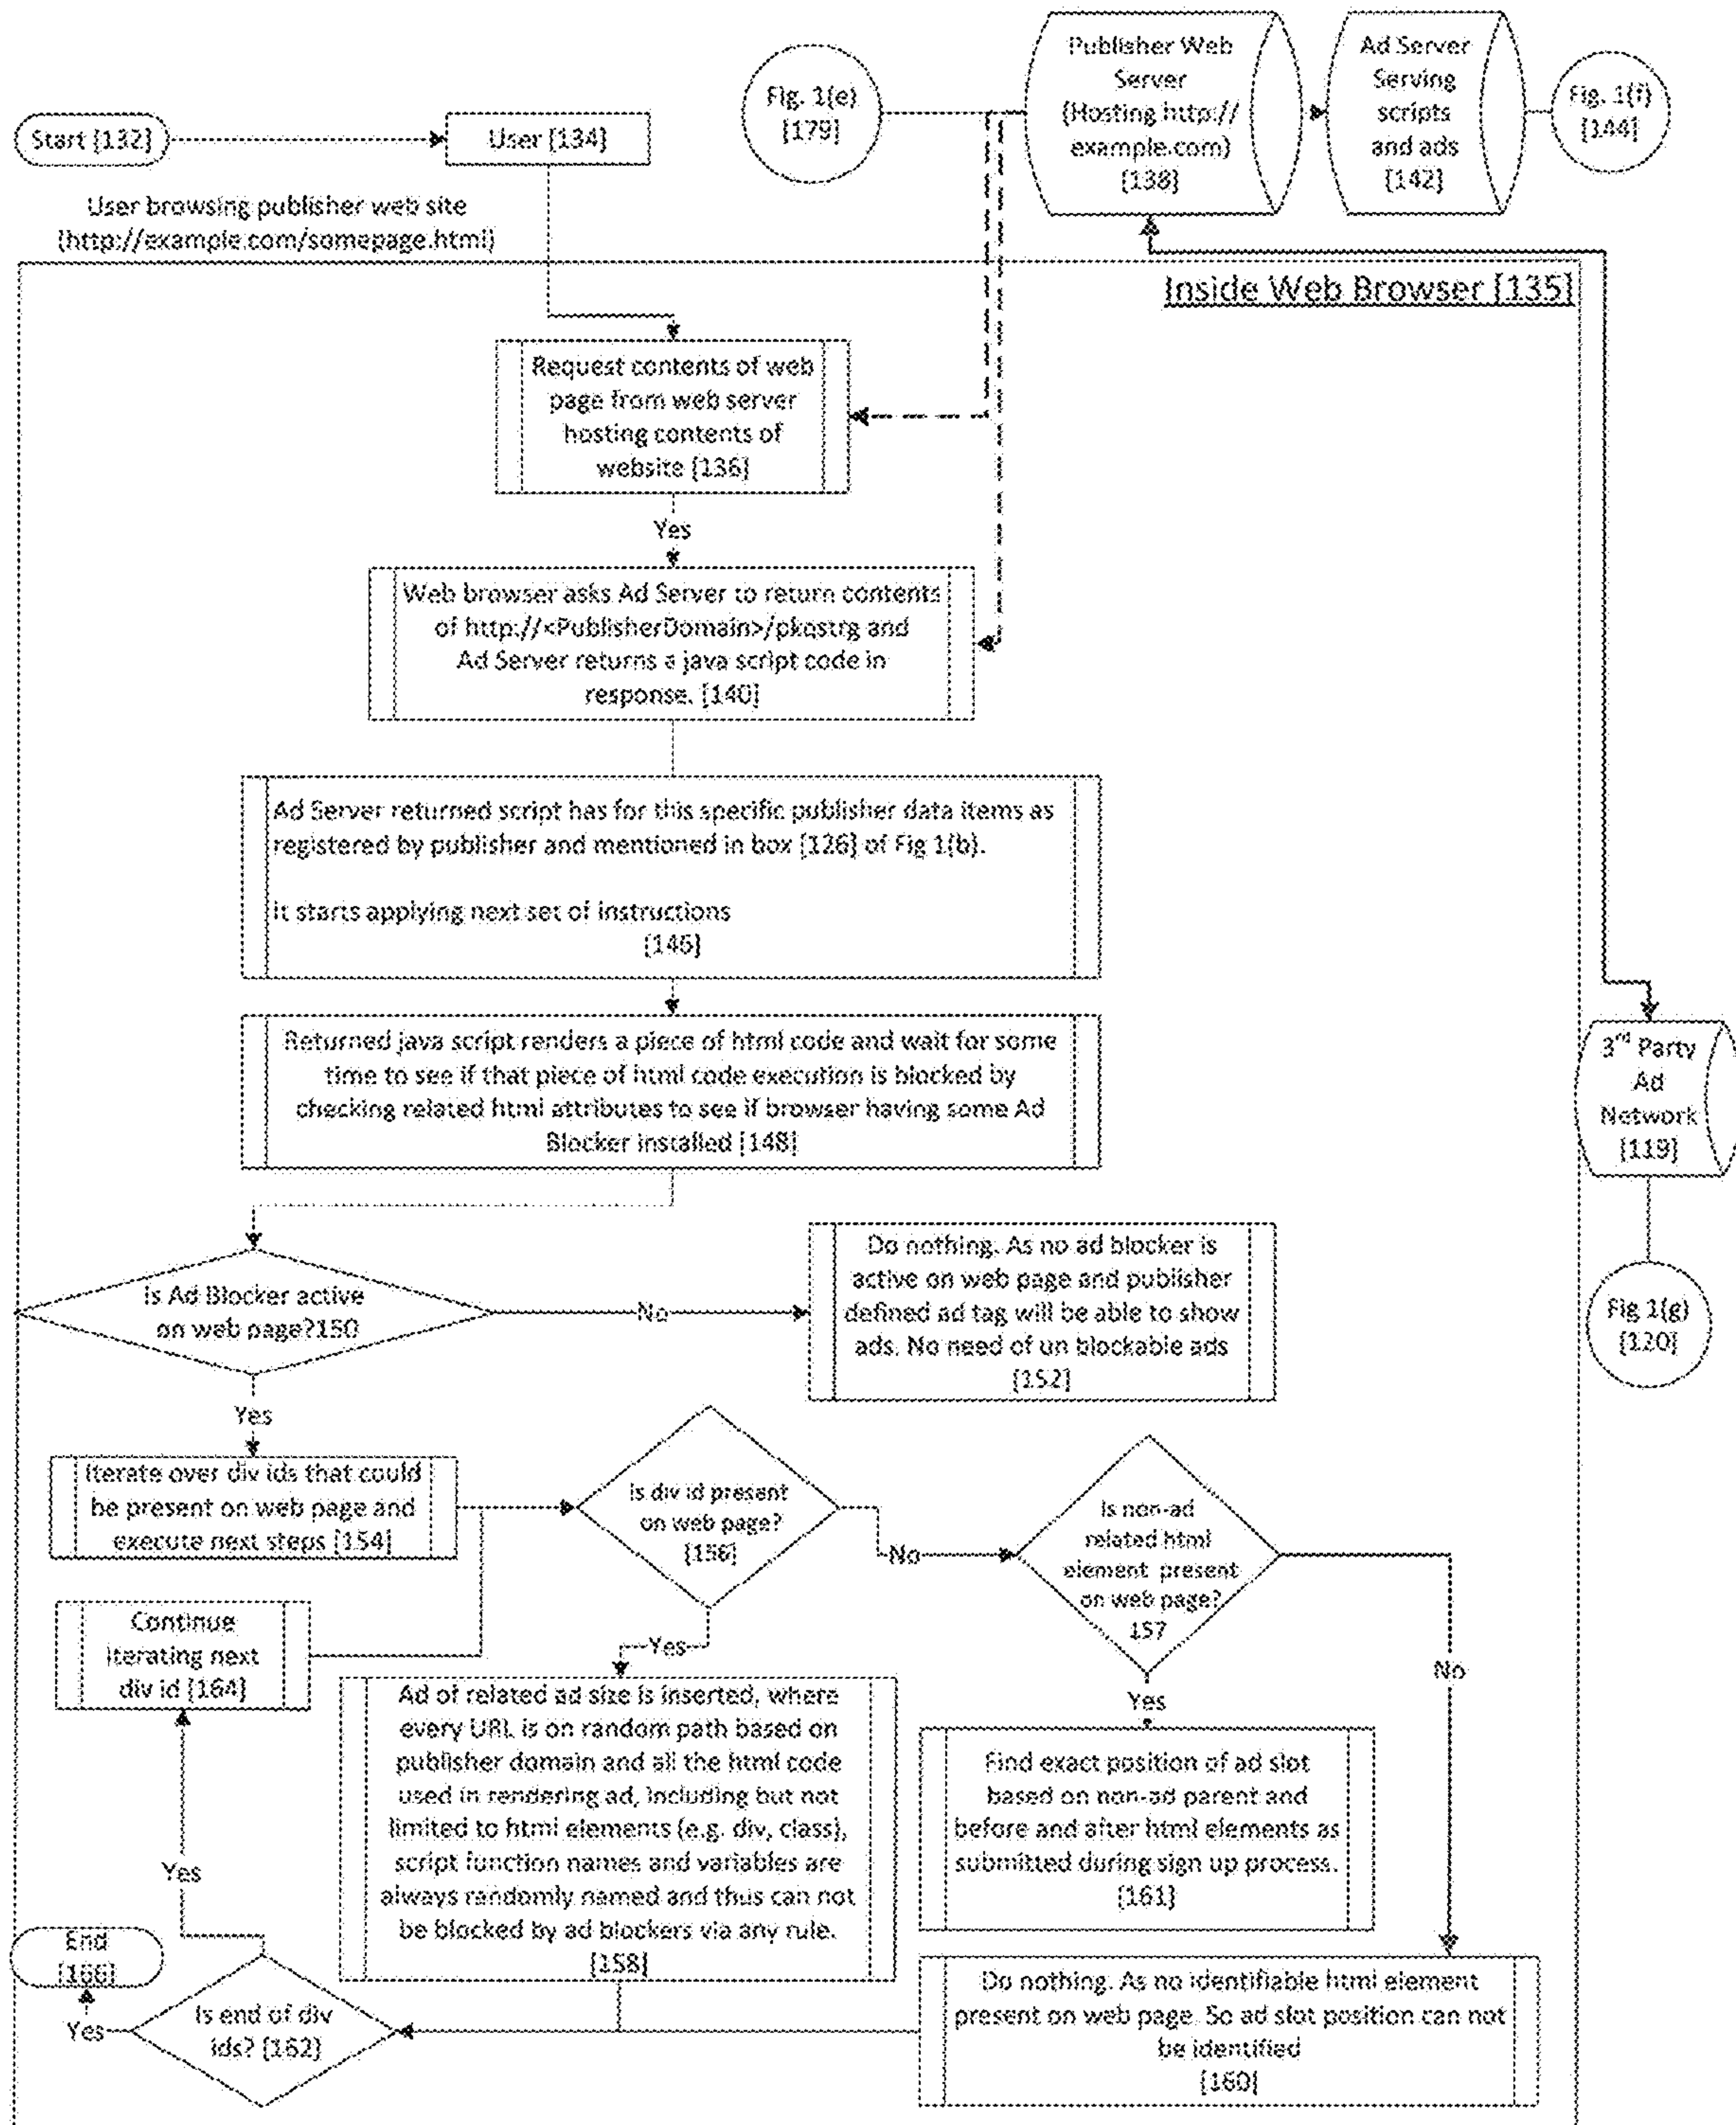 Start [132]
User [134]
Fig. 1(e)
[179]
Publisher Web
Server
(Hosting http://
example.com)
[138]
Ad Server
Serving
scripts
and ads
[142]
Fig. 1(f)
[144]
User browsing publisher web site
(http://example.com/somepage.html)
Inside Web Browser [135]
Request contents of web
page from web server
hosting contents of
website [136]
Yes
Web browser asks Ad Server to return contents
of http://<PublisherDomain>/pkqstrg and
Ad Server returns a java script code in
response. [140]
Ad Server returned script has for this specific publisher data items as
registered by publisher and mentioned in box [126] of Fig 1(b).
It starts applying next set of instructions
[146]
Returned java script renders a piece of html code and wait for some
time to see if that piece of html code execution is blocked by
checking related html attributes to see if browser having some Ad
Blocker installed [148]
3rd Party
Ad
Network
[119]
Fig 1(g)
[120]
Is Ad Blocker active
on web page?150
No
Do nothing. As no ad blocker is
active on web page and publisher
defined ad tag will be able to show
ads. No need of un blockable ads
[152]
Yes
Iterate over div ids that could
be present on web page and
execute next steps [154]
Is div id present
on web page?
[156]
No
Is non-ad
related html
element present
on web page?
157
Continue
iterating next
div id [164]
Yes
Yes
No
Ad of related ad size is inserted, where
every URL is on random path based on
publisher domain and all the html code
used in rendering ad, including but not
limited to html elements (e.g. div, class),
script function names and variables are
always randomly named and thus can not
be blocked by ad blockers via any rule.
[158]
Find exact position of ad slot
based on non-ad parent and
before and after html elements as
submitted during sign up process.
[161]
Yes
End
[166]
Yes
Is end of div
ids? [162]
Do nothing. As no identifiable html element
present on web page. So ad slot position can not
be identified
[160]